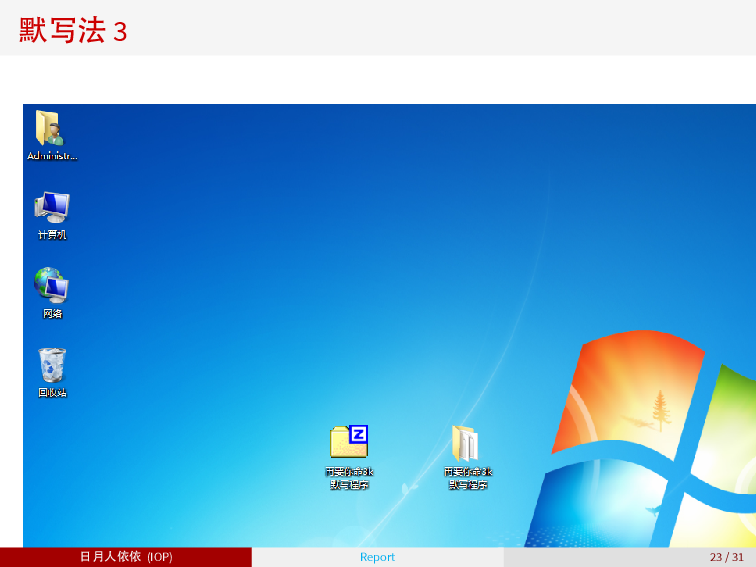 默写法 3
Administr...
计算机
网络
回收站
再要你命3k
默写程序
再要你命3k
默写程序
日月人依依 (IOP)
Report
23 / 31